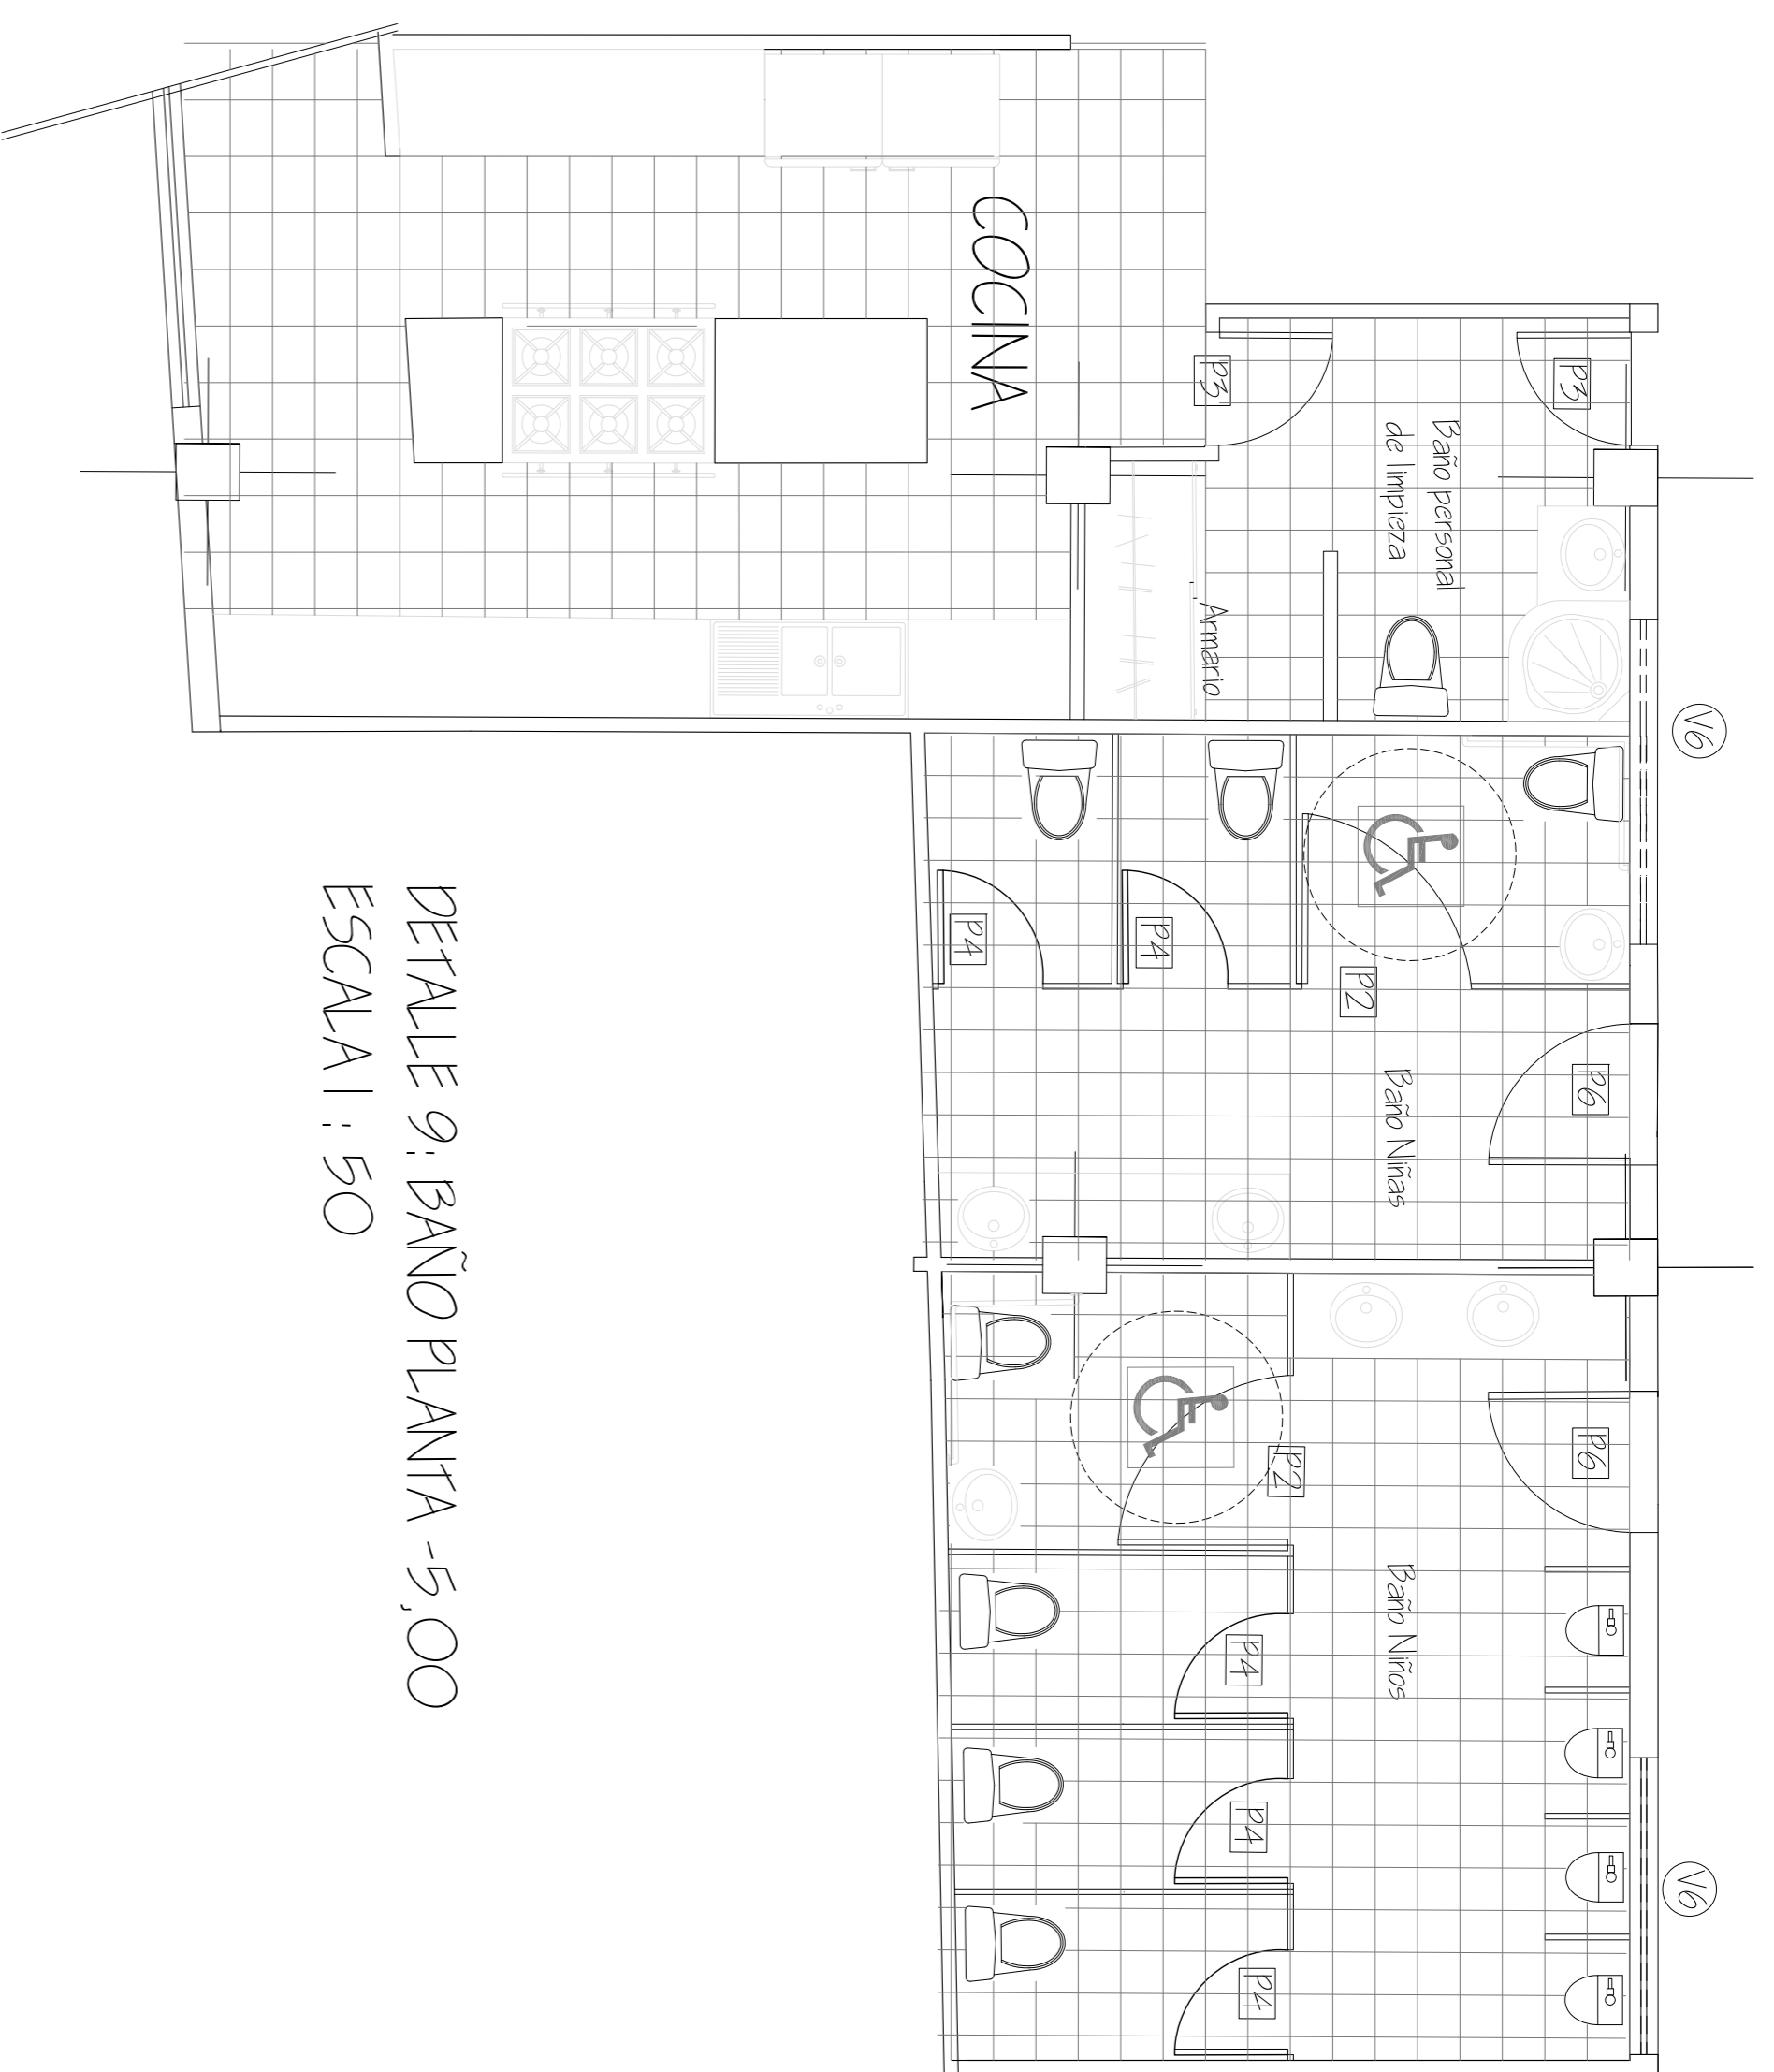 COCINA
P3
P3
Baño personal
de limpieza
Armario
V6
P4
P4
P2
P6
Baño Niñas
DETALLE 9: BAÑO PLANTA -5,00
ESCALA 1:50
P2
P6
Baño Niños
P4
P4
P4
V6